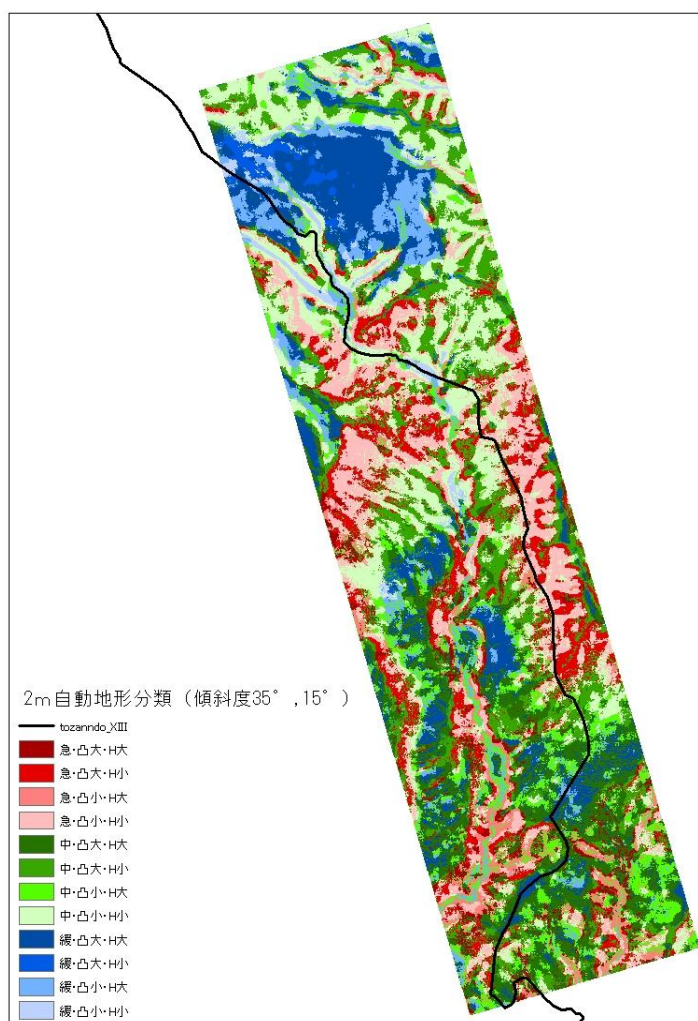 2m自動地形分類（傾斜度35°,15°）
tozanndo_XIII
急・凸大・H大
急・凸大・H小
急・凸小・H大
急・凸小・H小
中・凸大・H大
中・凸大・H小
中・凸小・H大
中・凸小・H小
緩・凸大・H大
緩・凸大・H小
緩・凸小・H大
緩・凸小・H小